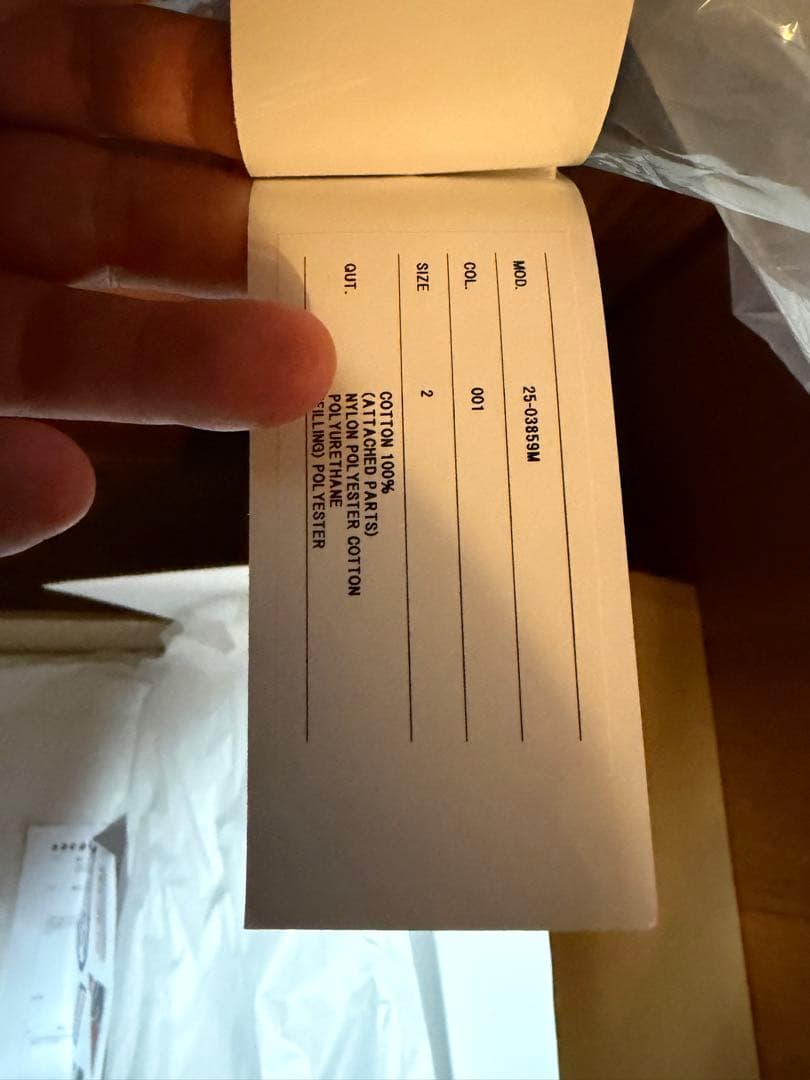 MOD. 25-03859M
COL. 001
SIZE 2
QUT. COTTON 100%
(ATTACHED PARTS)
NYLON POLYESTER COTTON
POLYURETHANE
FILLING) POLYESTER